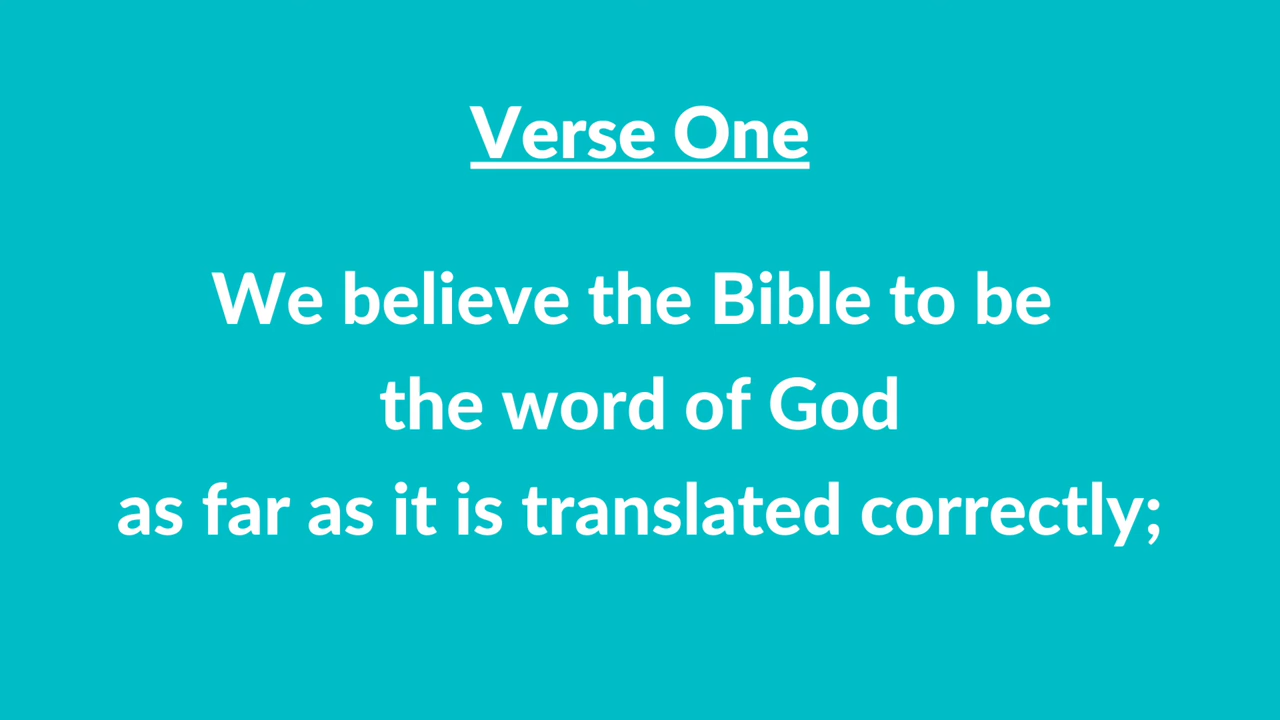 Verse One
We believe the Bible to be
the word of God
as far as it is translated correctly;